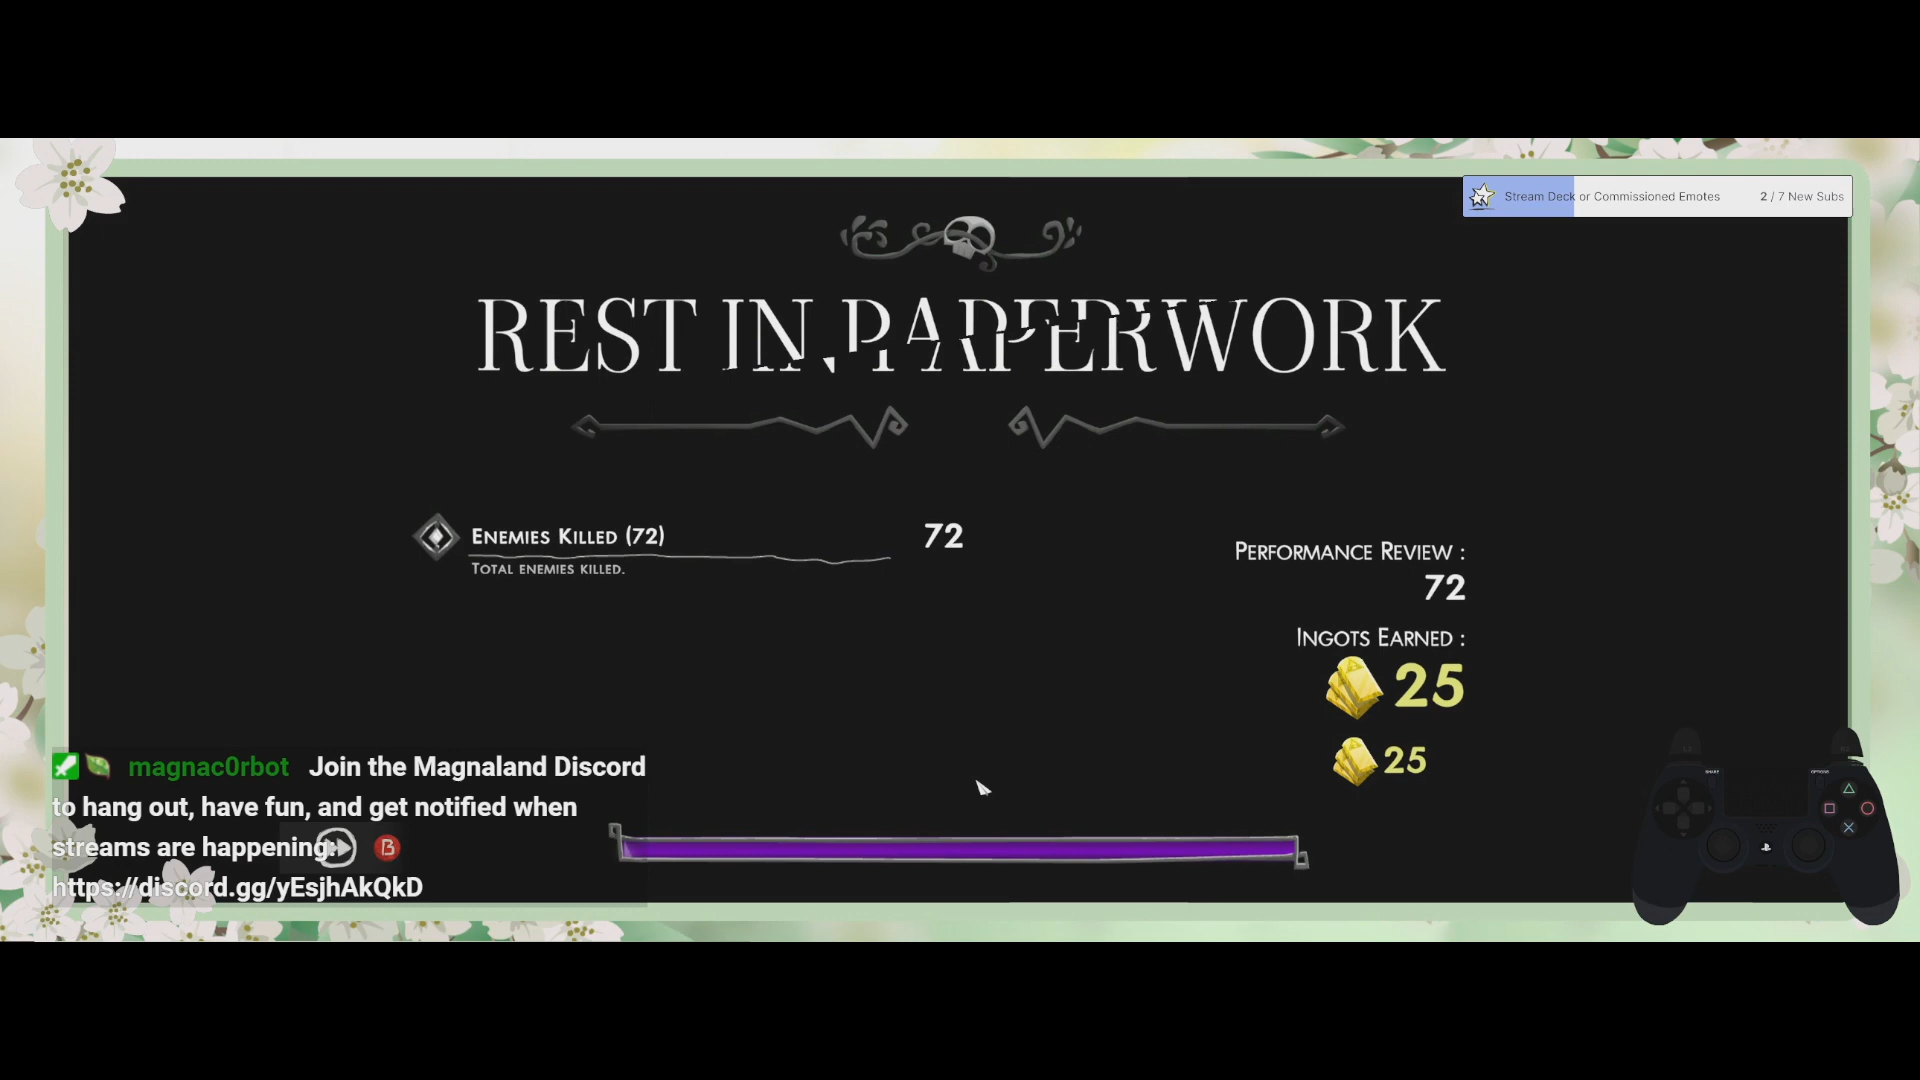 Stream Deck or Commissioned Emotes 2 / 7 New Subs
REST IN PAPERWORK
ENEMIES KILLED (72) 72
TOTAL ENEMIES KILLED.
PERFORMANCE REVIEW :
72
INGOTS EARNED :
25
25
magnac0rbot Join the Magnaland Discord
to hang out, have fun, and get notified when
streams are happening:
B
https://discord.gg/yEsjhAkQkD
SHARE
OPTIONS